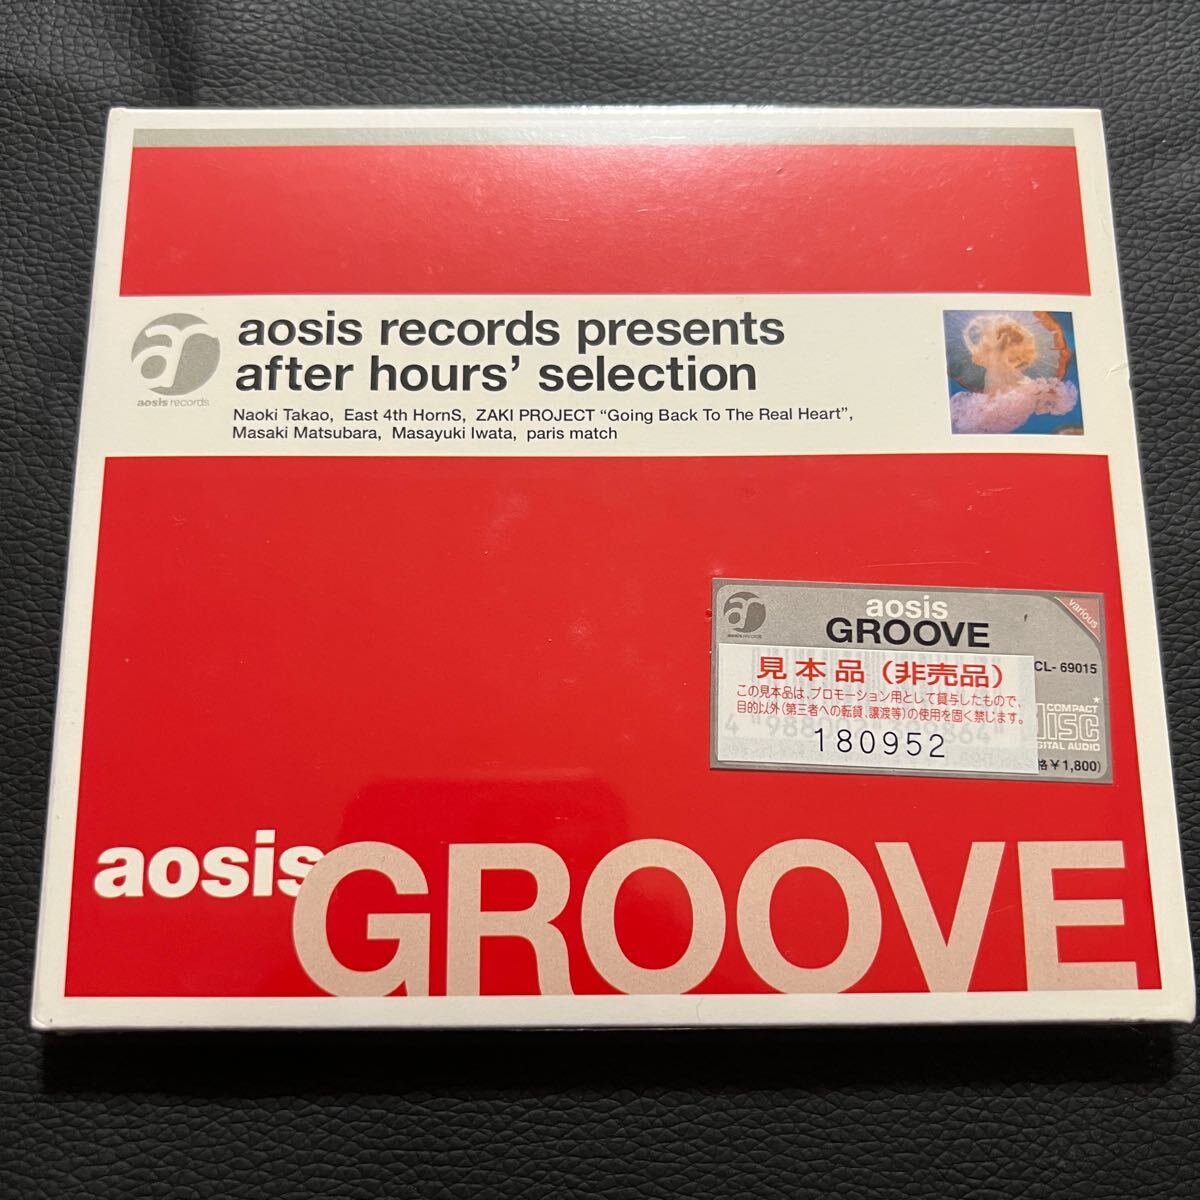 aosis records presents
after hours' selection
aosis records
Naoki Takao, East 4th HornS, ZAKI PROJECT “Going Back To The Real Heart”,
Masaki Matsubara, Masayuki Iwata, paris match
aosis
GROOVE
various
aosis records
CL-69015
見本品(非売品)
この見本品は、プロモーション用として貸与したもので、
目的以外(第三者への転貸、譲渡等)の使用を固く禁じます。
180952
COMPACT
DISC
DIGITAL AUDIO
格¥1,800)
aosis
GROOVE